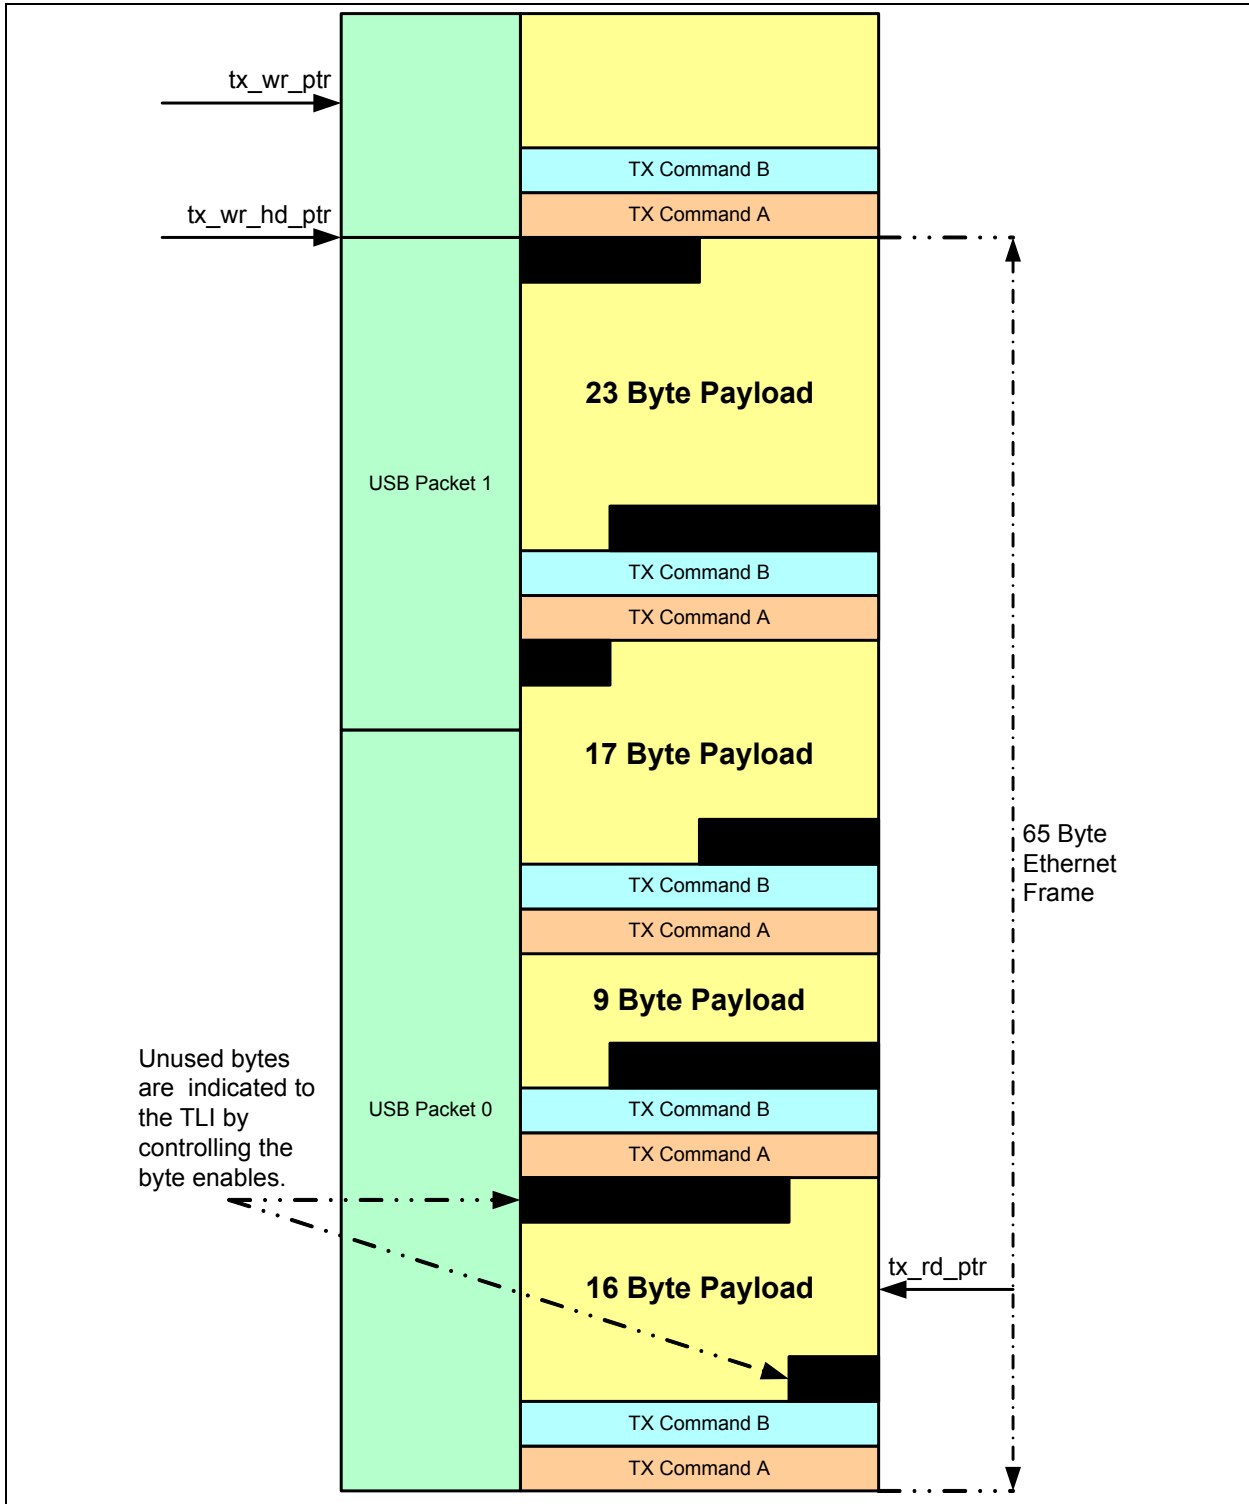 tx_wr_ptr
TX Command B
tx_wr_hd_ptr
TX Command A
23 Byte Payload
USB Packet 1
TX Command B
TX Command A
17 Byte Payload
65 Byte
Ethernet
Frame
TX Command B
TX Command A
9 Byte Payload
Unused bytes
are indicated to
the TLI by
controlling the
byte enables.
USB Packet 0
TX Command B
TX Command A
tx_rd_ptr
16 Byte Payload
TX Command B
TX Command A